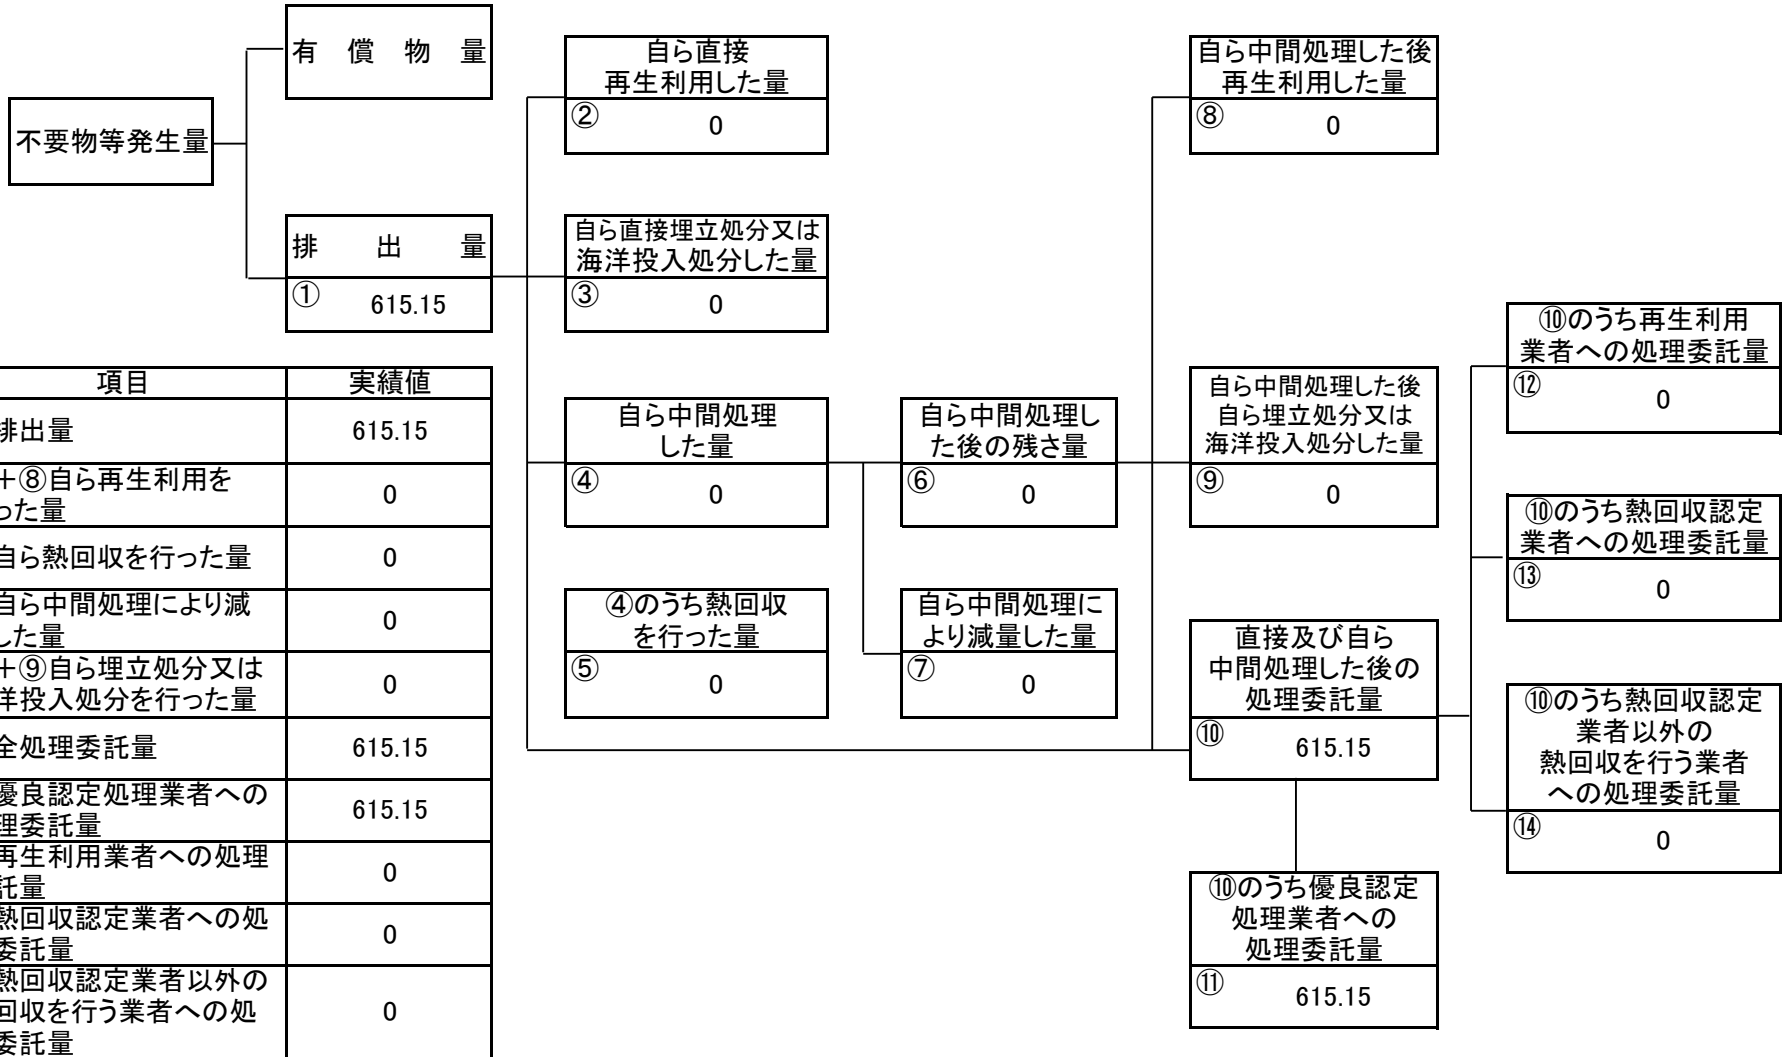 有償物量
不要物等発生量
排出量
① 615.15
自ら直接
再生利用した量
② 0
自ら直接埋立処分又は
海洋投入処分した量
③ 0
自ら中間処理
した量
④ 0
④のうち熱回収
を行った量
⑤ 0
自ら中間処理し
た後の残さ量
⑥ 0
自ら中間処理に
より減量した量
⑦ 0
自ら中間処理した後
再生利用した量
⑧ 0
自ら中間処理した後
自ら埋立処分又は
海洋投入処分した量
⑨ 0
直接及び自ら
中間処理した後の
処理委託量
⑩ 615.15
⑩のうち優良認定
処理業者への
処理委託量
⑪ 615.15
⑩のうち再生利用
業者への処理委託量
⑫ 0
⑩のうち熱回収認定
業者への処理委託量
⑬ 0
⑩のうち熱回収認定
業者以外の
熱回収を行う業者
への処理委託量
⑭ 0
項目 実績値
排出量 615.15
+⑧自ら再生利用を
った量 0
自ら熱回収を行った量 0
自ら中間処理により減
した量 0
+⑨自ら埋立処分又は
洋投入処分を行った量 0
全処理委託量 615.15
優良認定処理業者への
理委託量 615.15
再生利用業者への処理
託量 0
熱回収認定業者への処
委託量 0
熱回収認定業者以外の
回収を行う業者への処
委託量 0